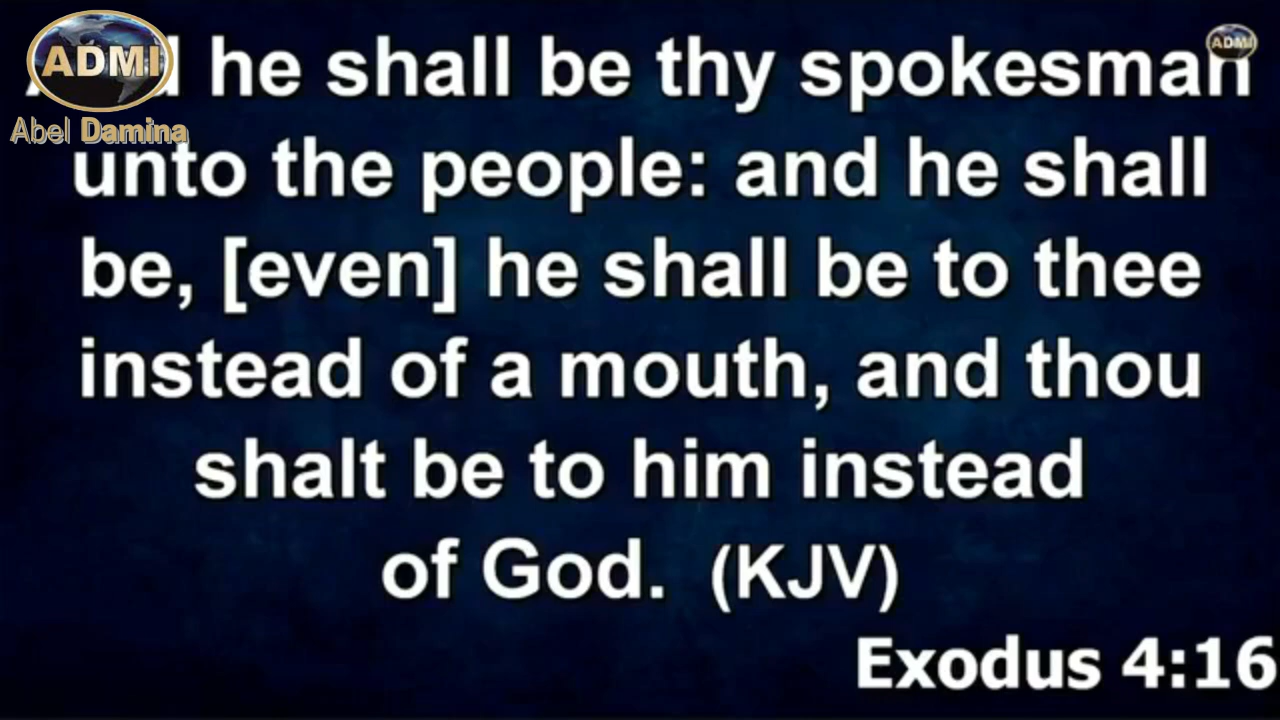 ADMI
Abel Damina
ADMI
he shall be thy spokesman
unto the people: and he shall
be, [even] he shall be to thee
instead of a mouth, and thou
shalt be to him instead
of God. (KJV)
Exodus 4:16